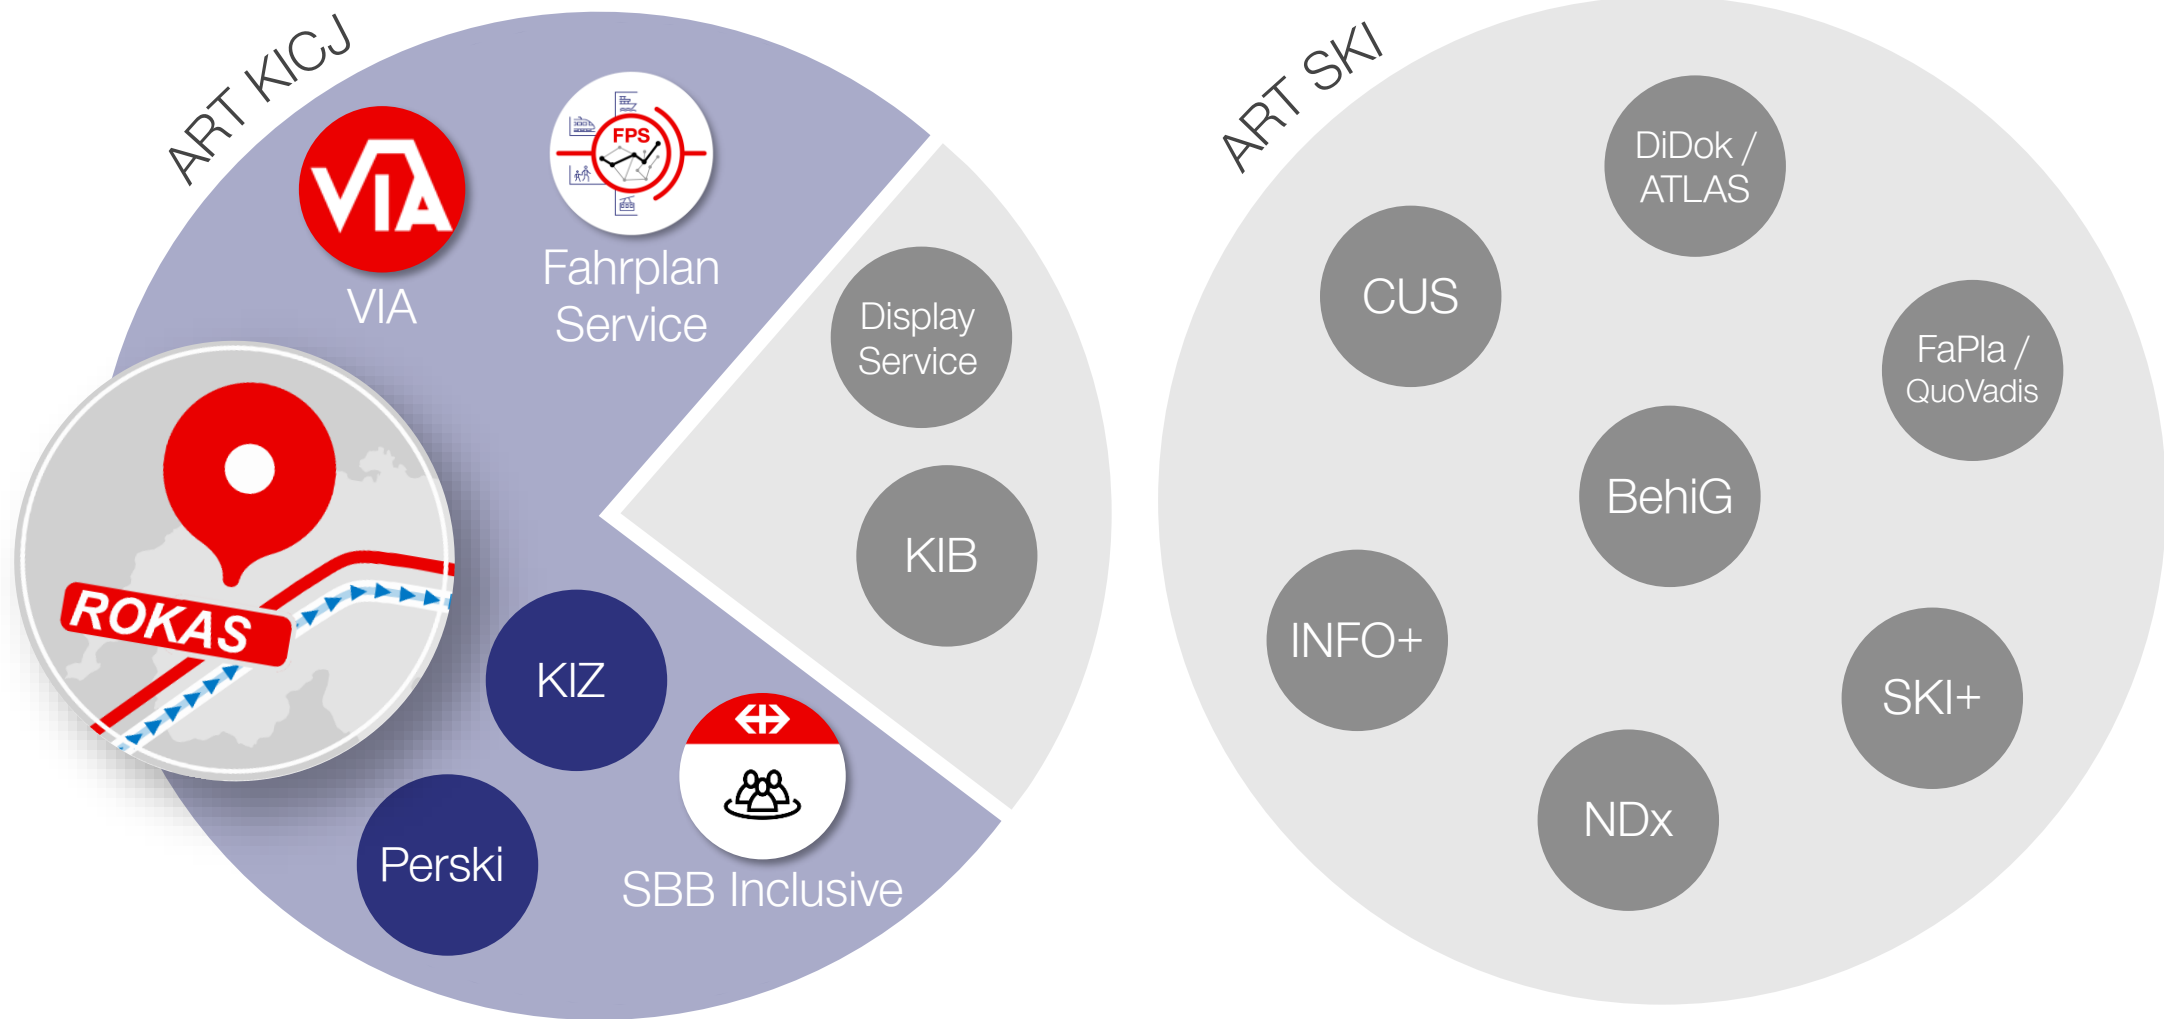 ART KICJ
VIA
VIA
FPS
Fahrplan
Service
Display
Service
KIB
ROKAS
KIZ
Perski
SBB Inclusive
ART SKI
DiDok /
ATLAS
CUS
FaPla /
QuoVadis
BehiG
INFO+
SKI+
NDx